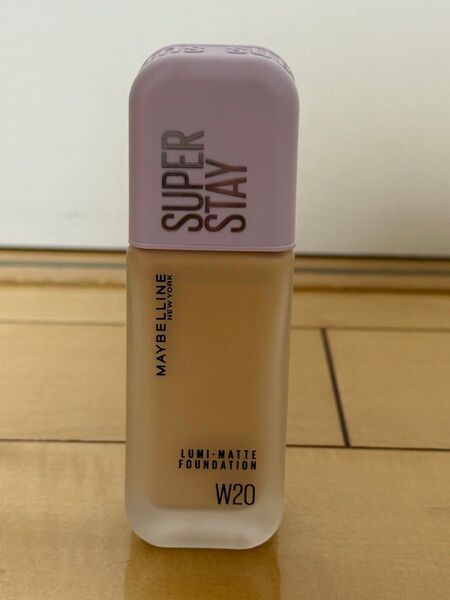 SUPER
STAY
MAYBELLINE
NEW YORK
LUMI-MATTE
FOUNDATION
W20